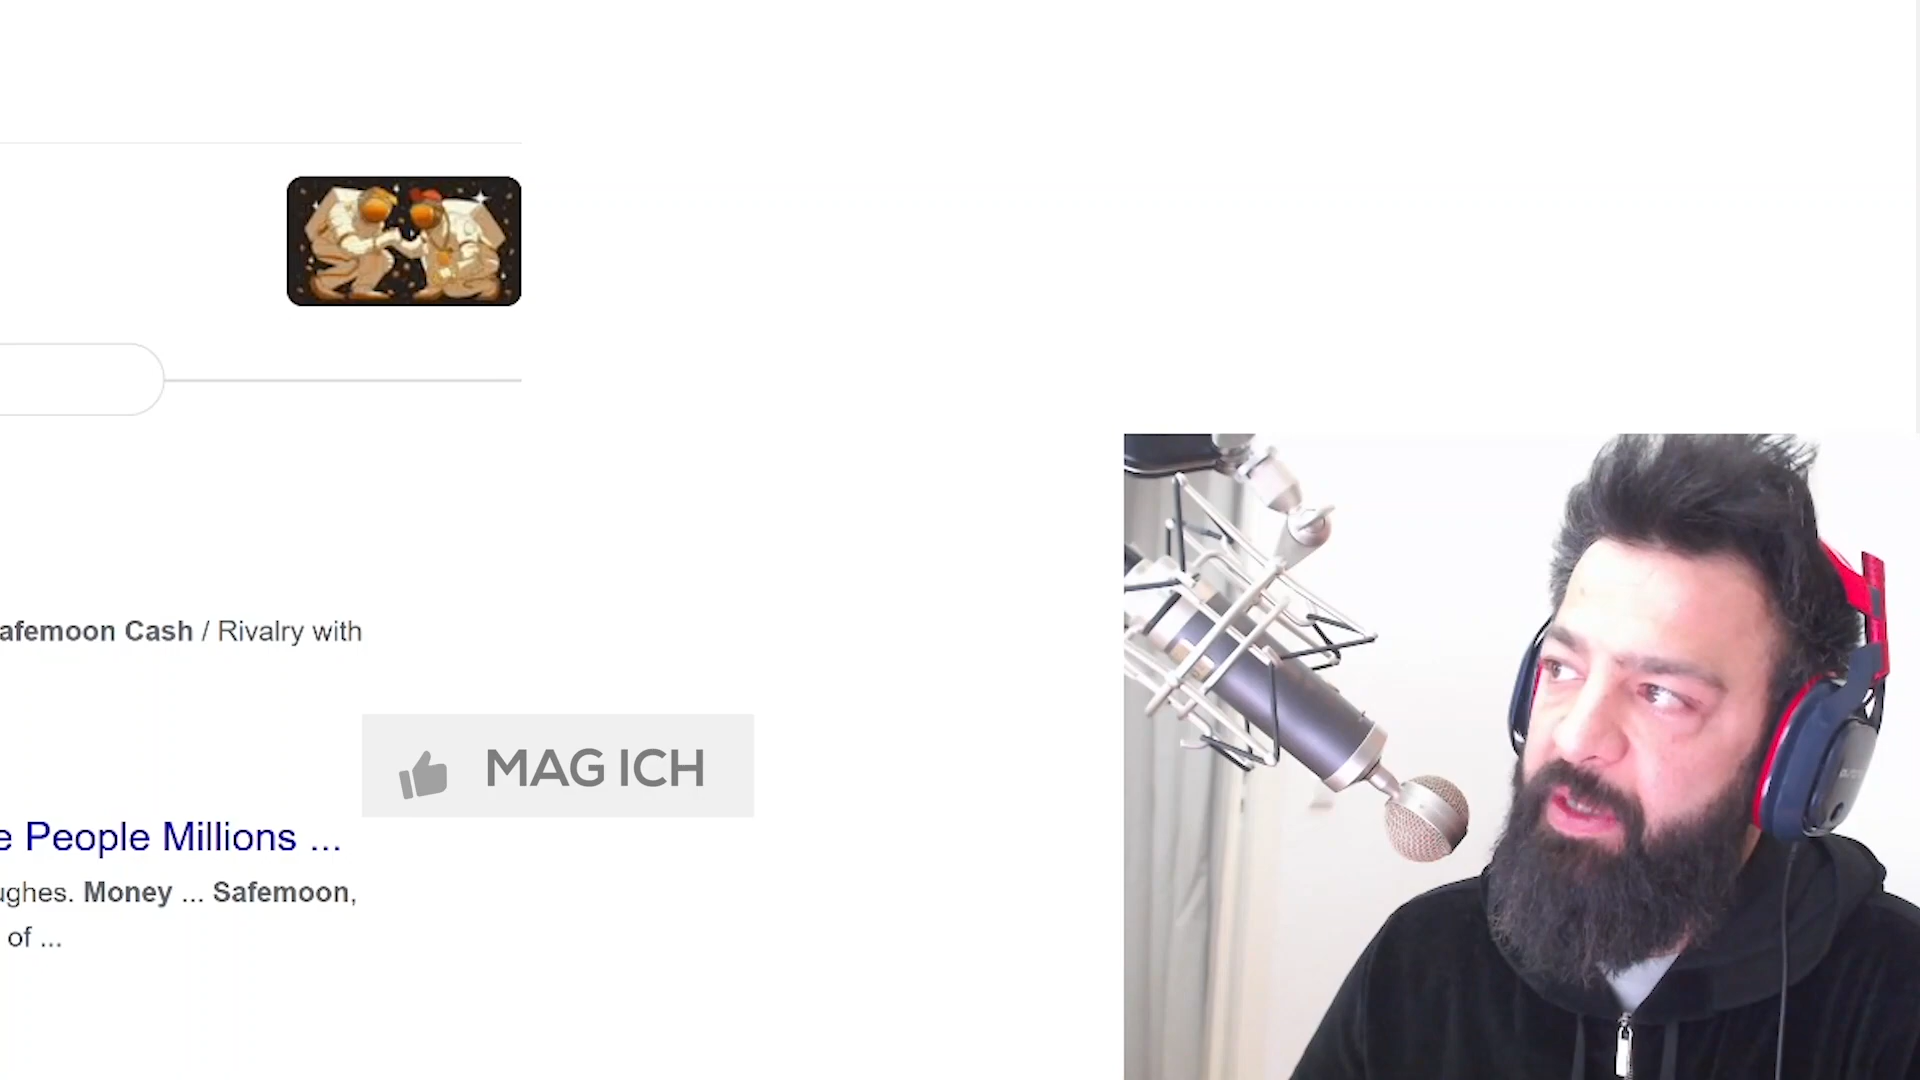 afemoon Cash / Rivalry with
MAG ICH
e People Millions ...
ughes. Money ... Safemoon,
of ...